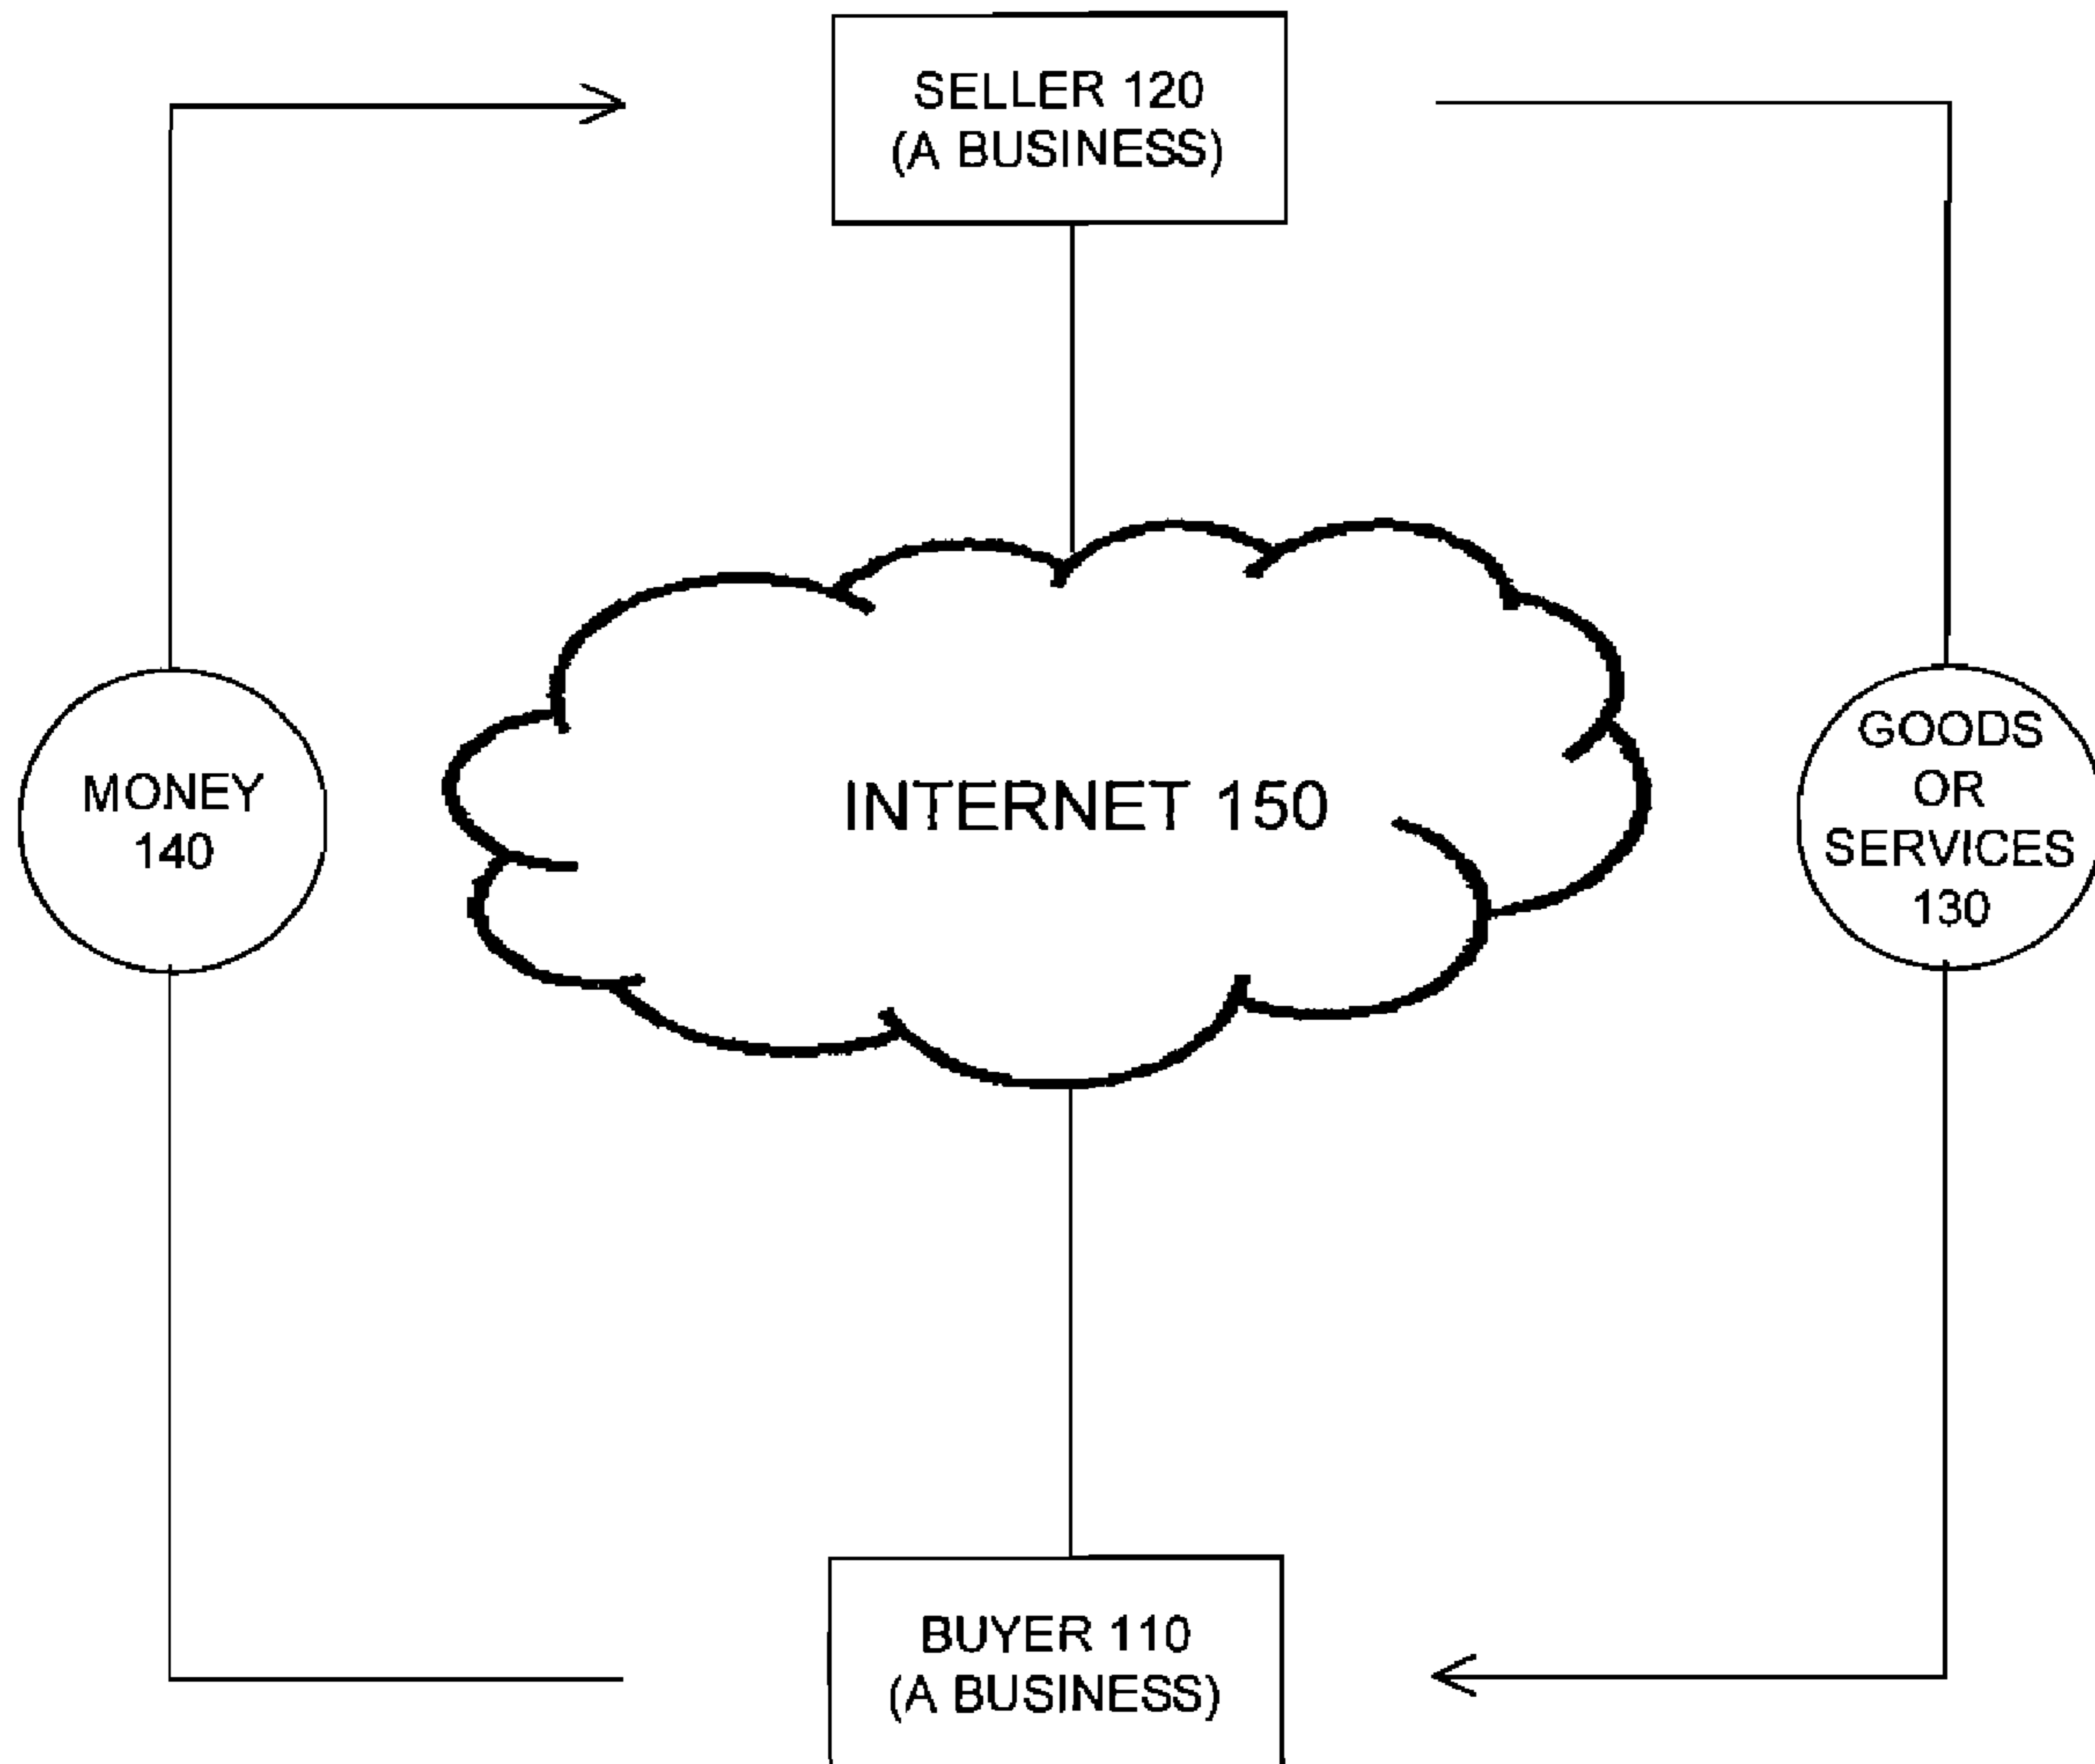 SELLER 120
(A BUSINESS)
MONEY
140
INTERNET 150
GOODS
OR
SERVICES
130
BUYER 110
(A BUSINESS)